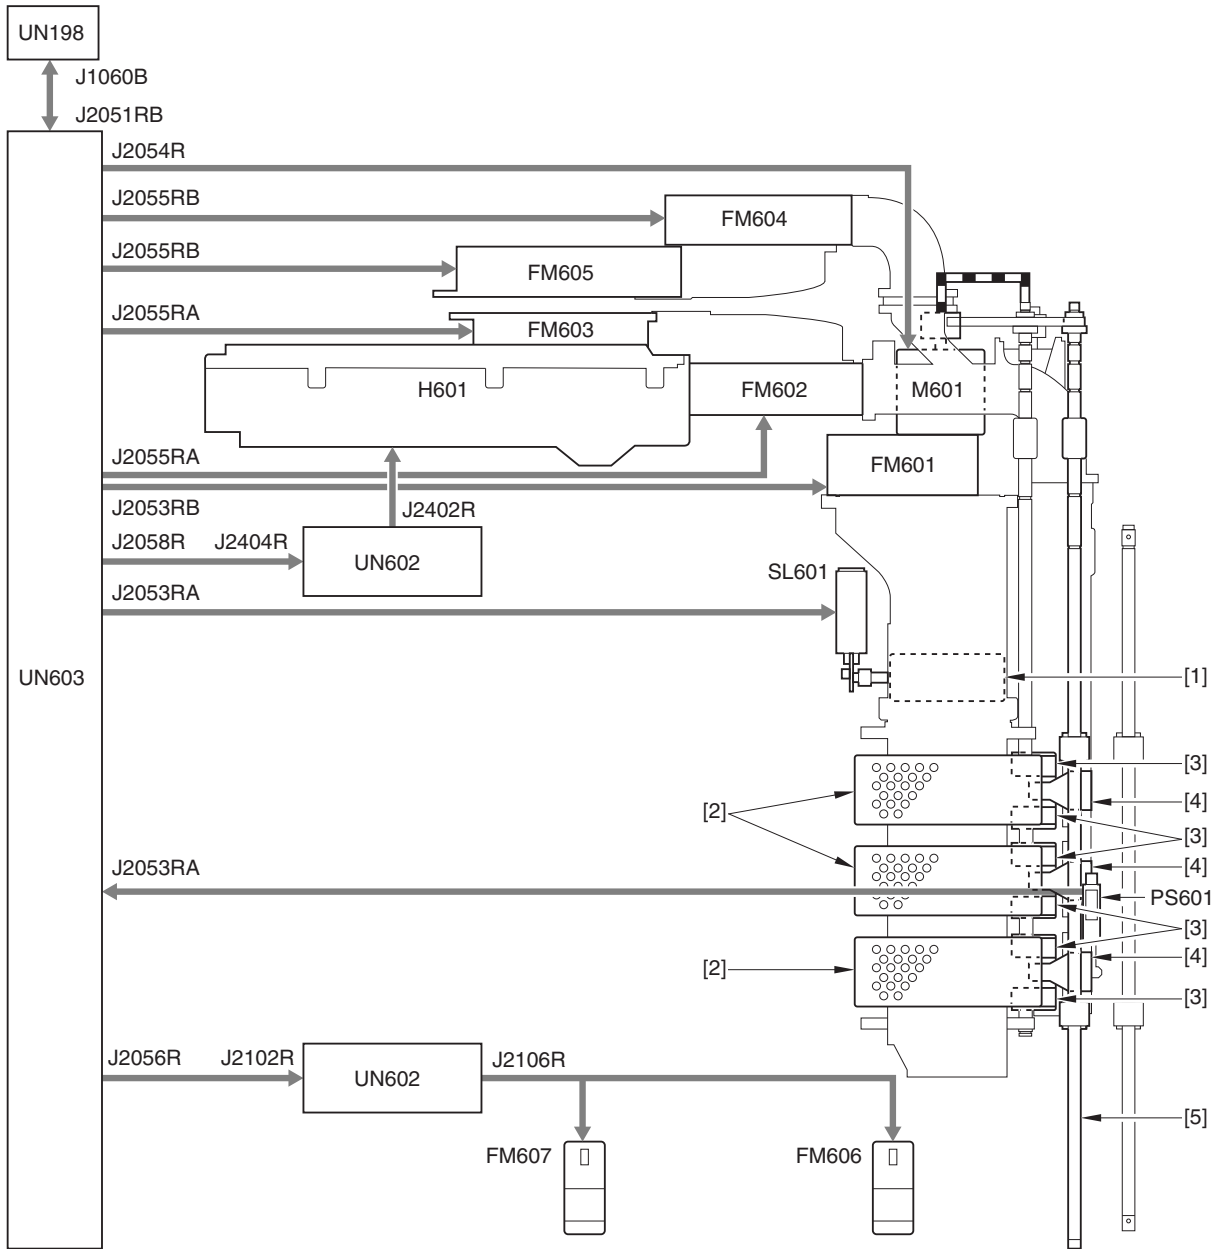 UN198
J1060B
J2051RB
J2054R
J2055RB
FM604
J2055RB
FM605
J2055RA
FM603
H601
FM602
M601
J2055RA
FM601
J2053RB
J2402R
J2058R
J2404R
UN602
SL601
J2053RA
UN603
[1]
[3]
[4]
[2]
[3]
J2053RA
[4]
PS601
[3]
[4]
[2]
[3]
J2056R
J2102R
UN602
J2106R
[5]
FM607
FM606